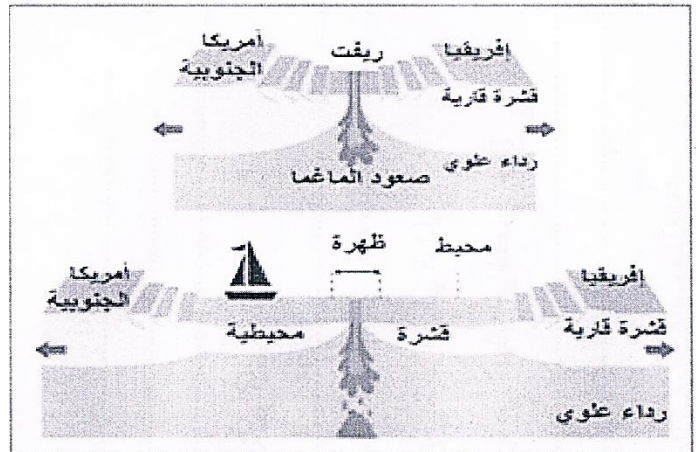 أمريكا
الجنوبية
ريفت
إفريقيا
قشرة قارية
رداء علوي
صعود الماغما
ظهرة
محيط
أمريكا
الجنوبية
إفريقيا
محيطية
قشرة
قشرة قارية
رداء علوي